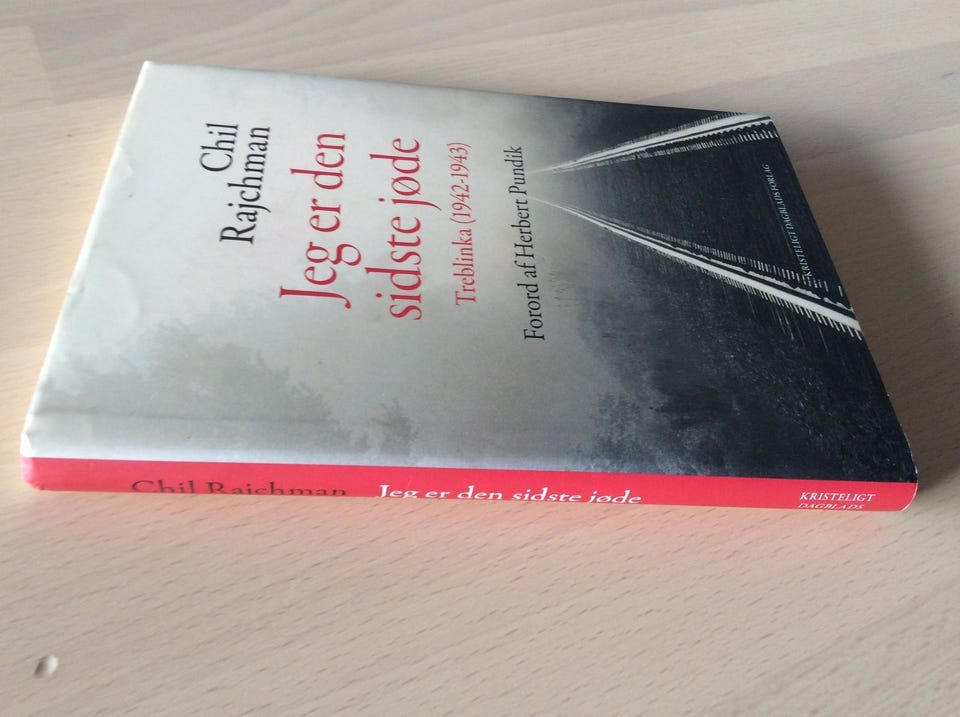 Chil
Rajchman
Jeg er den
sidste jøde
Treblinka (1942-1943)
Forord af Herbert Pundik
KRISTELIGT DAGBLADS FORLAG
Chil Rajchman Jeg er den sidste jøde
KRISTELIGT
DAGBLADS